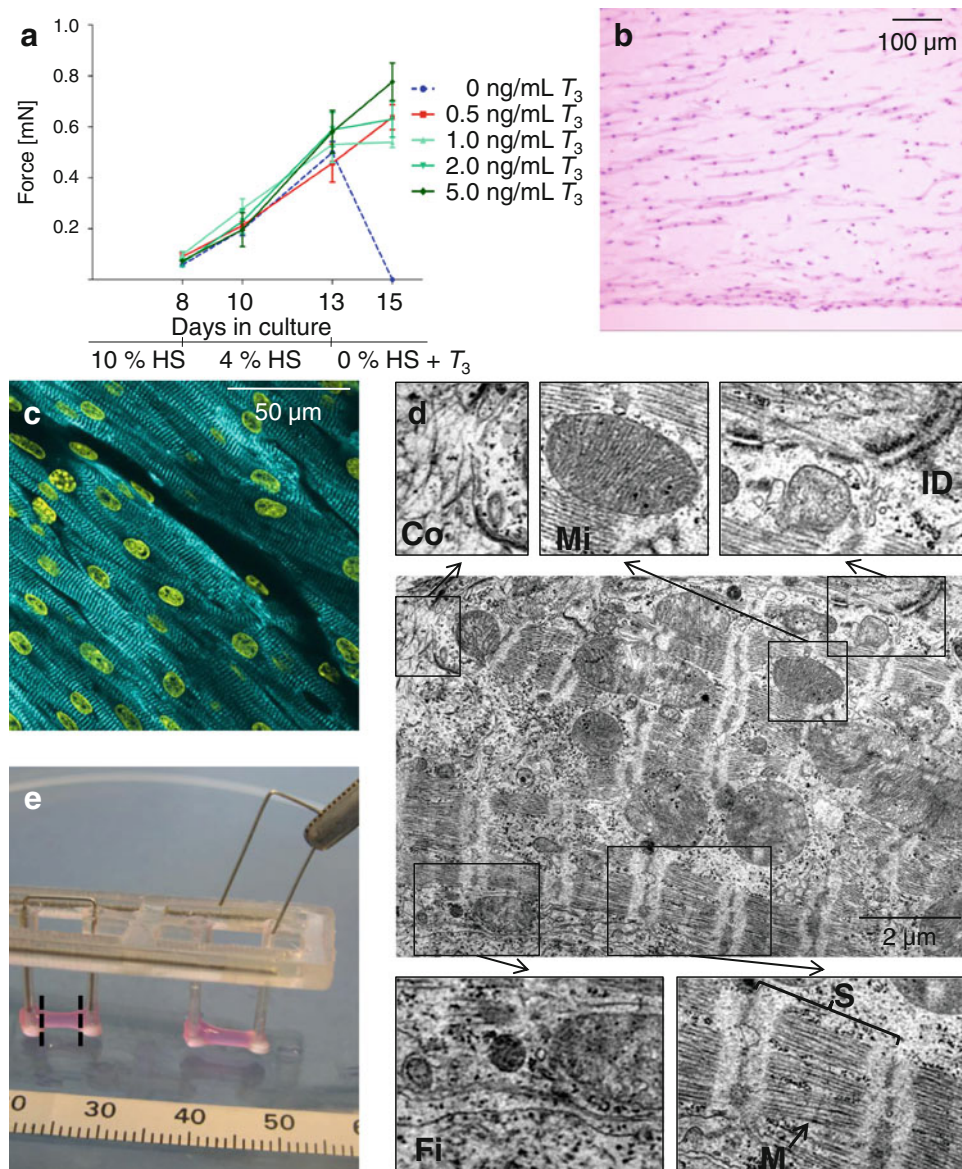 a
1.0
0.8
0.6
0.4
0.2
Force [mN]
8 10 13 15
Days in culture
10 % HS 4 % HS 0 % HS + T3
0 ng/mL T3
0.5 ng/mL T3
1.0 ng/mL T3
2.0 ng/mL T3
5.0 ng/mL T3
b
100 µm
c
50 µm
d
Co
Mi
ID
2 µm
Fi
S
M
e
30 40 50